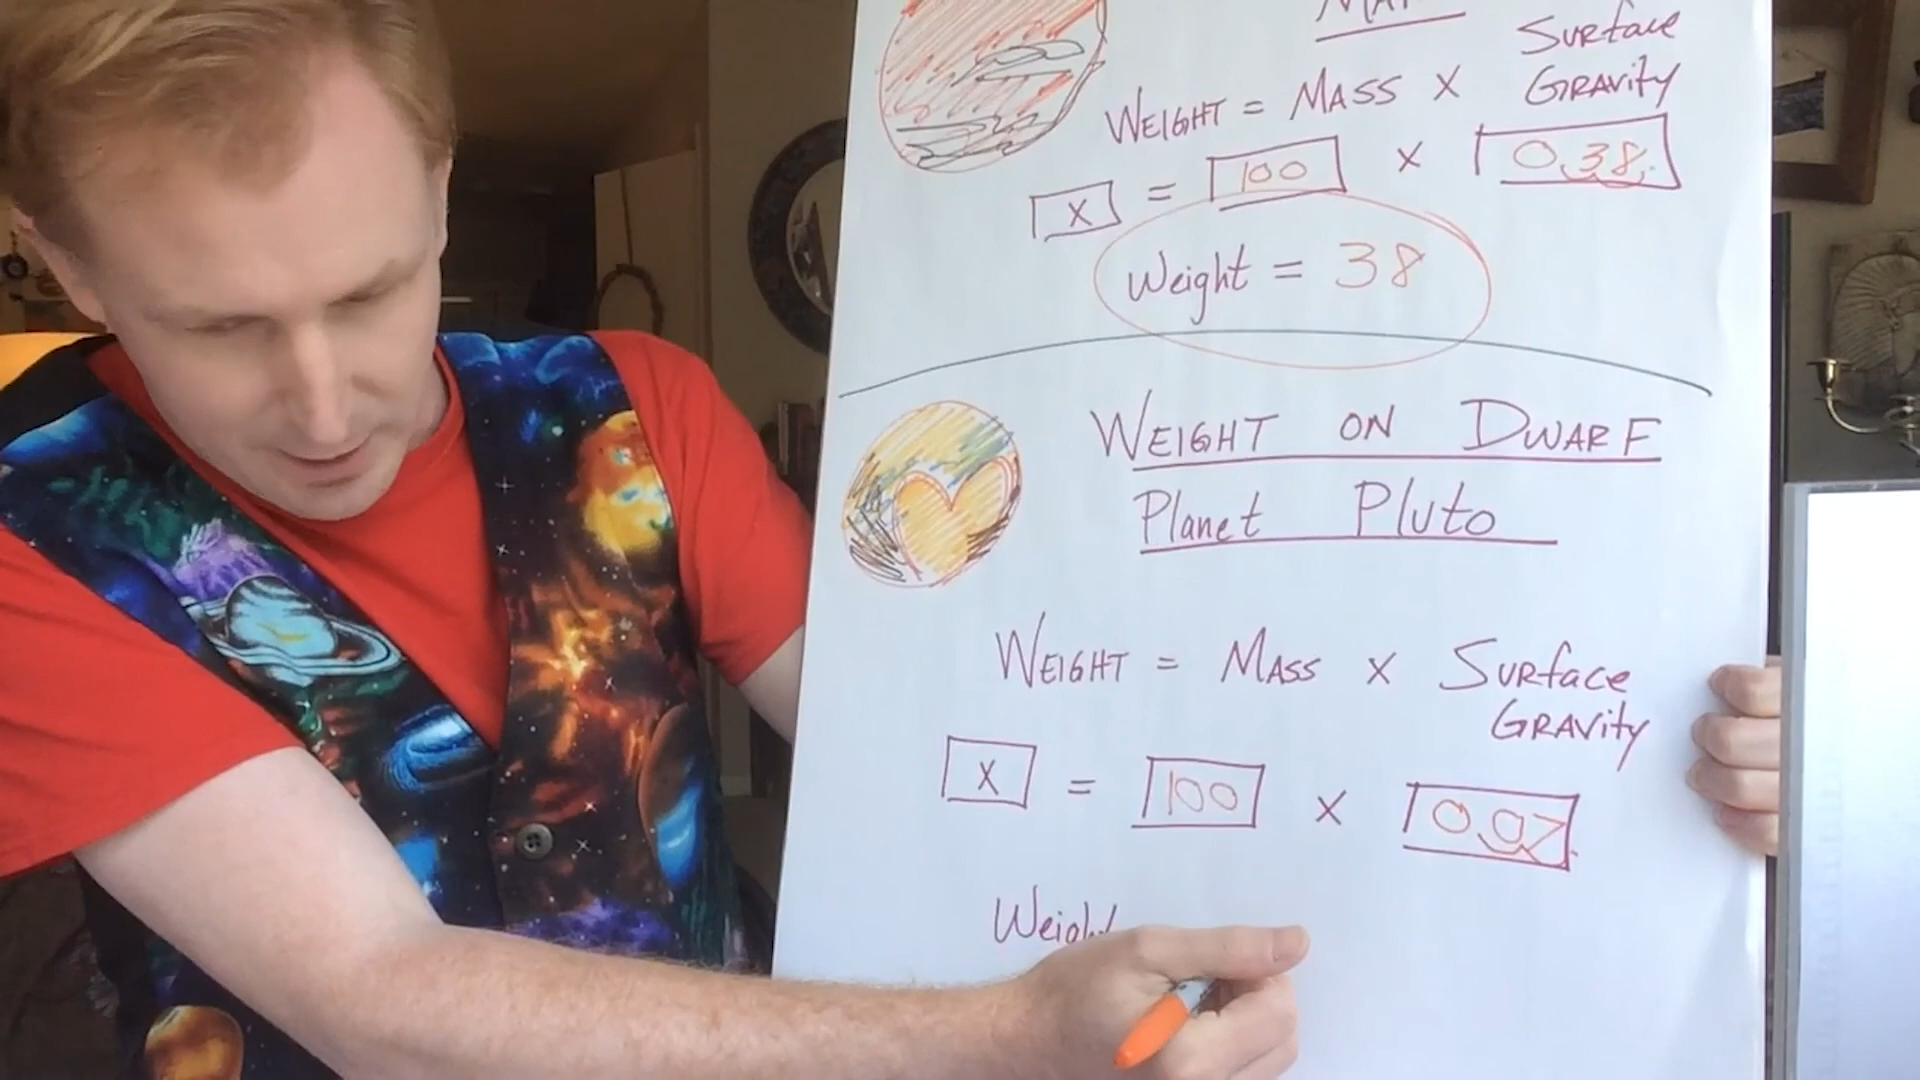 Surface
Weight = Mass x Gravity
x = 100 x 0.38
Weight = 38
Weight on Dwarf
Planet Pluto
Weight = Mass x Surface
Gravity
x = 100 x 0.07
Weight